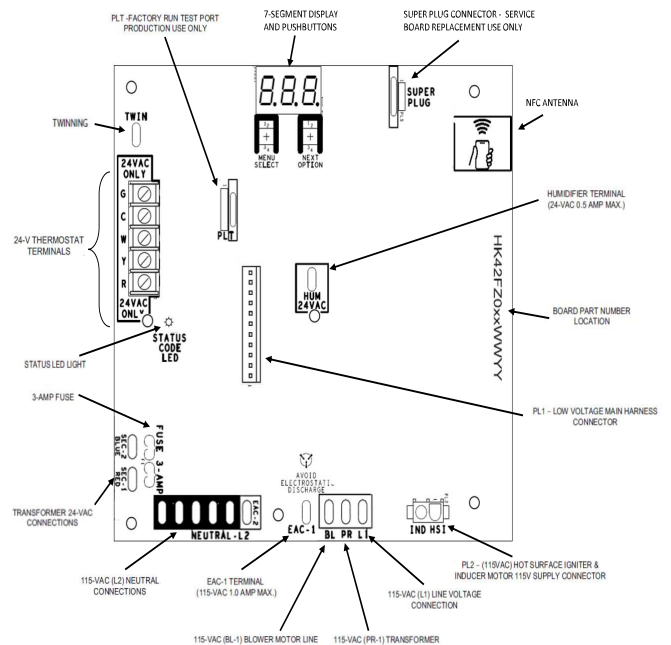 PLT -FACTORY RUN TEST PORT
PRODUCTION USE ONLY
7-SEGMENT DISPLAY
AND PUSHBUTTONS
SUPER PLUG CONNECTOR - SERVICE
BOARD REPLACEMENT USE ONLY
TWINNING
TWIN
8.8.8.
MENU
SELECT
NEXT
OPTION
SUPER
PLUG
NFC ANTENNA
24VAC
ONLY
G
C
W
Y
R
24VAC
ONLY
24-V THERMOSTAT
TERMINALS
PLT
HUM
24VAC
HUMIDIFIER TERMINAL
(24-VAC 0.5 AMP MAX.)
HK42FZ0xxWWYY
BOARD PART NUMBER
LOCATION
STATUS
CODE
LED
STATUS LED LIGHT
3-AMP FUSE
PL1 – LOW VOLTAGE MAIN HARNESS
CONNECTOR
FUSE 3-AMP
SEC-2
BLUE
SEC-1
RED
TRANSFORMER 24-VAC
CONNECTIONS
AVOID
ELECTROSTATI
DISCHARGE
NEUTRAL-L2
EAC-2
EAC-1
BL PR L1
IND HSI
PL2 – (115VAC) HOT SURFACE IGNITER &
INDUCER MOTOR 115V SUPPLY CONNECTOR
115-VAC (L2) NEUTRAL
CONNECTIONS
EAC-1 TERMINAL
(115-VAC 1.0 AMP MAX.)
115-VAC (L1) LINE VOLTAGE
CONNECTION
115-VAC (BL-1) BLOWER MOTOR LINE
115-VAC (PR-1) TRANSFORMER